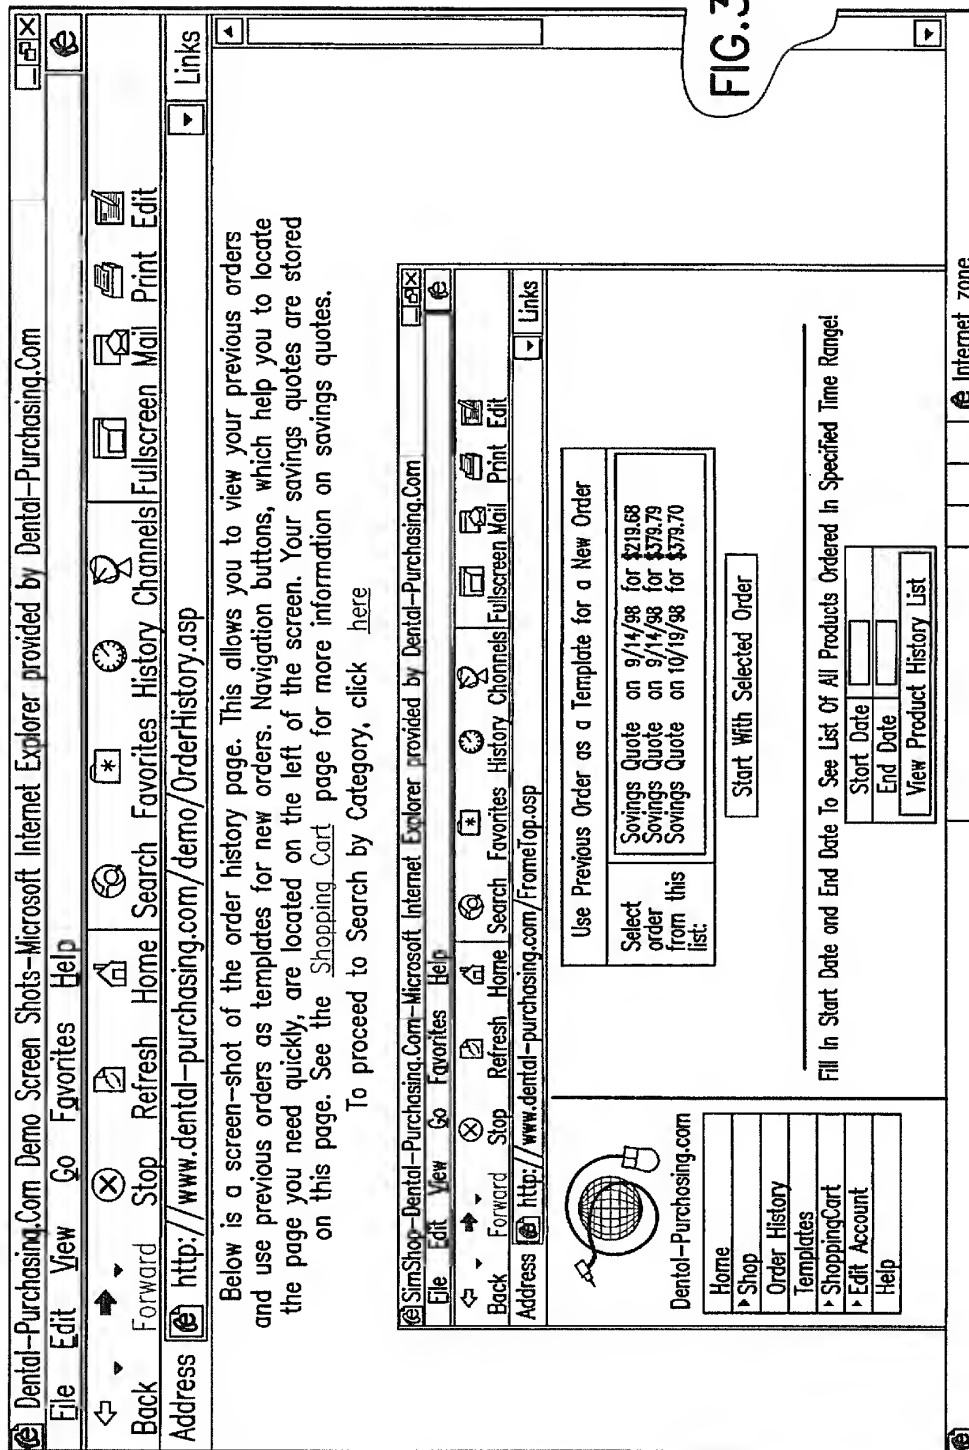 Dental-Purchasing.Com Demo Screen Shots-Microsoft Internet Explorer provided by Dental-Purchasing.Com
File Edit View Go Favorites Help
Back Forward Stop Refresh Home Search Favorites History Channels Fullscreen Mail Print Edit
Address http://www.dental-purchasing.com/demo/OrderHistory.asp Links
Below is a screen-shot of the order history page. This allows you to view your previous orders
and use previous orders as templates for new orders. Navigation buttons, which help you to locate
the page you need quickly, are located on the left of the screen. Your savings quotes are stored
on this page. See the Shopping Cart page for more information on savings quotes.
To proceed to Search by Category, click here
SimShop-Dental-Purchasing.Com-Microsoft Internet Explorer provided by Dental-Purchasing.Com
File Edit View Go Favorites Help
Back Forward Stop Refresh Home Search Favorites History Channels Fullscreen Mail Print Edit
Address http://www.dental-purchasing.com/FrameTop.asp Links
Dental-Purchasing.com
Home
Shop
Order History
Templates
ShoppingCart
Edit Account
Help
Use Previous Order as a Template for a New Order
Select
order
from this
list:
Savings Quote on 9/14/98 for $219.68
Savings Quote on 9/14/98 for $379.79
Savings Quote on 10/19/98 for $379.70
Start With Selected Order
Fill In Start Date and End Date To See List Of All Products Ordered In Specified Time Range!
Start Date
End Date
View Product History List
Internet zone